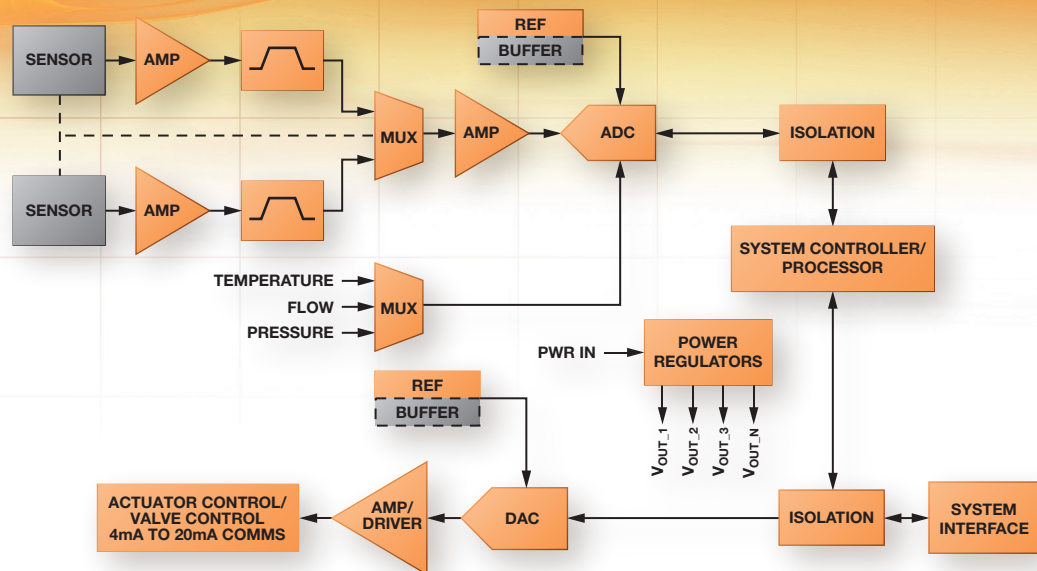 REF
BUFFER
SENSOR
AMP
MUX
AMP
ADC
ISOLATION
SENSOR
AMP
SYSTEM CONTROLLER/
PROCESSOR
TEMPERATURE
FLOW
PRESSURE
MUX
PWR IN
POWER
REGULATORS
REF
BUFFER
VOUT_1
VOUT_2
VOUT_3
VOUT_N
ACTUATOR CONTROL/
VALVE CONTROL
4mA TO 20mA COMMS
AMP/
DRIVER
DAC
ISOLATION
SYSTEM
INTERFACE